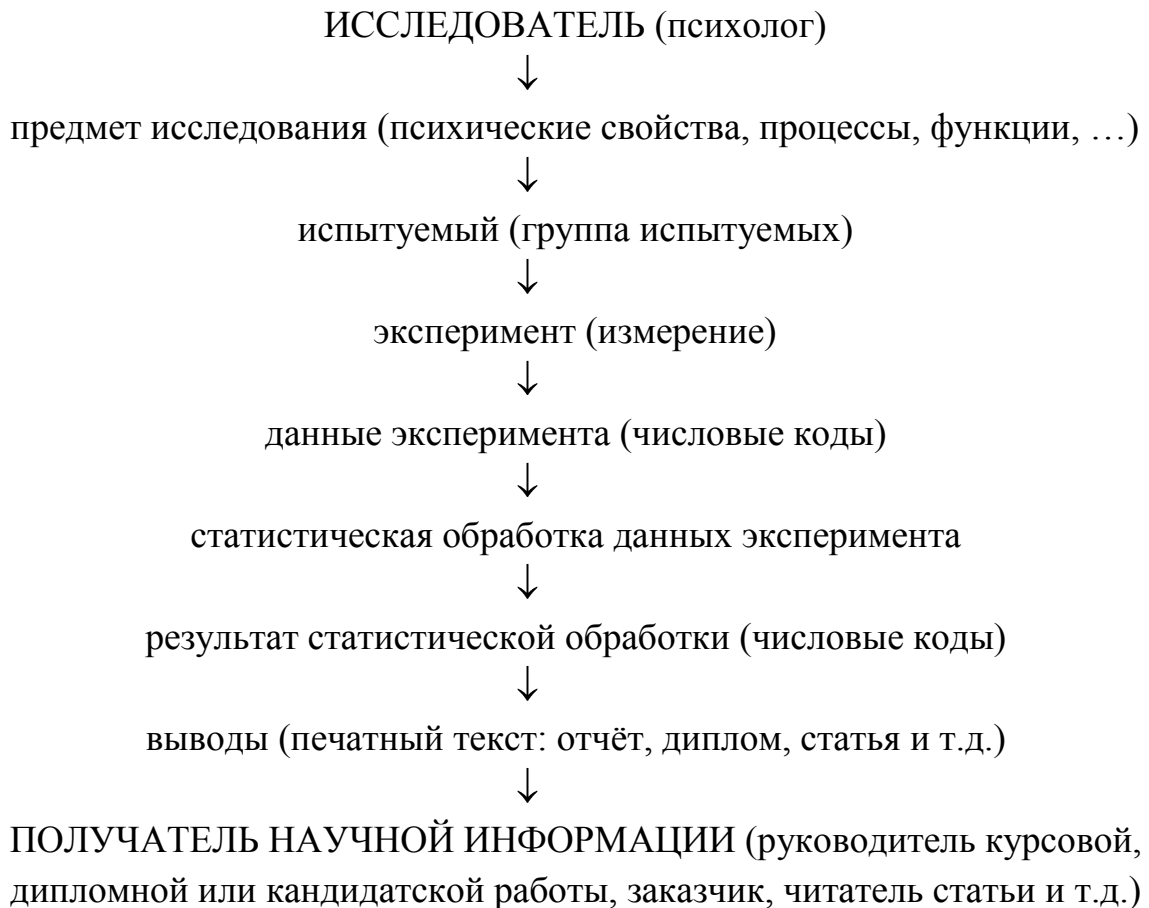 ИССЛЕДОВАТЕЛЬ (психолог)
↓
предмет исследования (психические свойства, процессы, функции, …)
↓
испытуемый (группа испытуемых)
↓
эксперимент (измерение)
↓
данные эксперимента (числовые коды)
↓
статистическая обработка данных эксперимента
↓
результат статистической обработки (числовые коды)
↓
выводы (печатный текст: отчёт, диплом, статья и т.д.)
↓
ПОЛУЧАТЕЛЬ НАУЧНОЙ ИНФОРМАЦИИ (руководитель курсовой,
дипломной или кандидатской работы, заказчик, читатель статьи и т.д.)